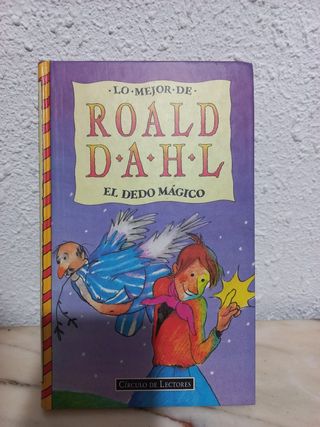 ·LO·MEJOR·DE·
ROALD
D·A·H·L
EL DEDO MÁGICO
CÍRCULO DE LECTORES